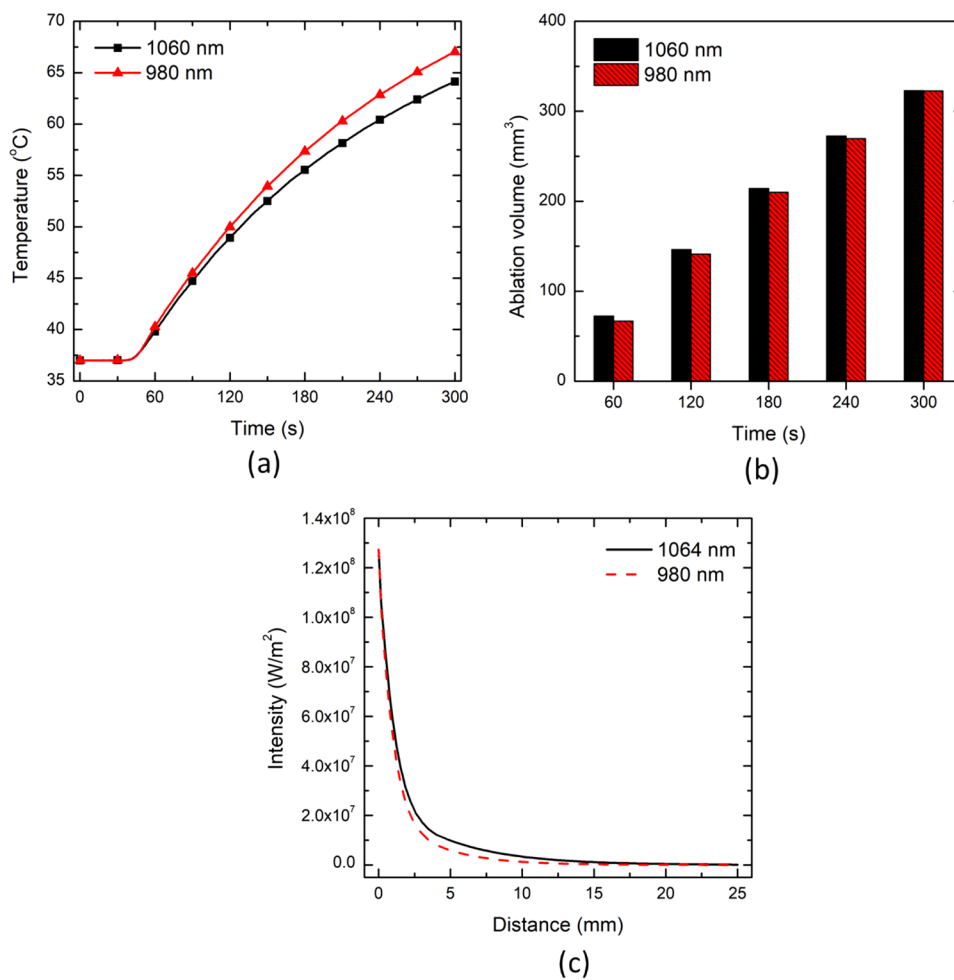 70
65
60
55
50
45
40
35
Temperature (°C)
1060 nm
980 nm
0 60 120 180 240 300
Time (s)
(a)
400
300
200
100
0
Ablation volume (mm³)
1060 nm
980 nm
60 120 180 240 300
Time (s)
(b)
1.4x10⁸
1.2x10⁸
1.0x10⁸
8.0x10⁷
6.0x10⁷
4.0x10⁷
2.0x10⁷
0.0
Intensity (W/m²)
1064 nm
980 nm
0 5 10 15 20 25
Distance (mm)
(c)